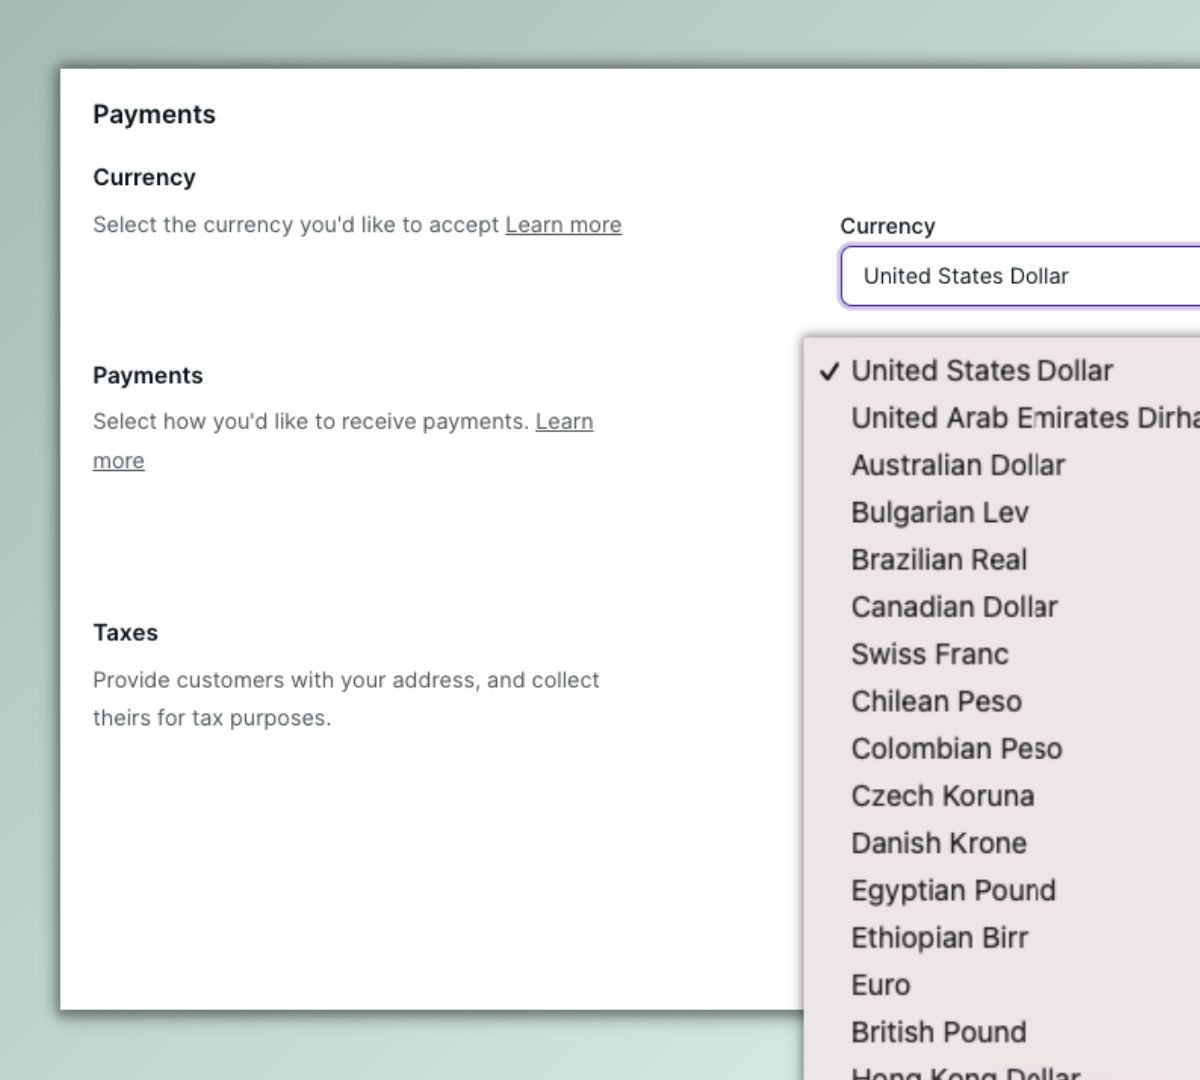 Payments
Currency
Select the currency you'd like to accept Learn more
Currency
United States Dollar
Payments
Select how you'd like to receive payments. Learn
more
Taxes
Provide customers with your address, and collect
theirs for tax purposes.
✓ United States Dollar
United Arab Emirates Dirha
Australian Dollar
Bulgarian Lev
Brazilian Real
Canadian Dollar
Swiss Franc
Chilean Peso
Colombian Peso
Czech Koruna
Danish Krone
Egyptian Pound
Ethiopian Birr
Euro
British Pound
Hong Kong Dollar